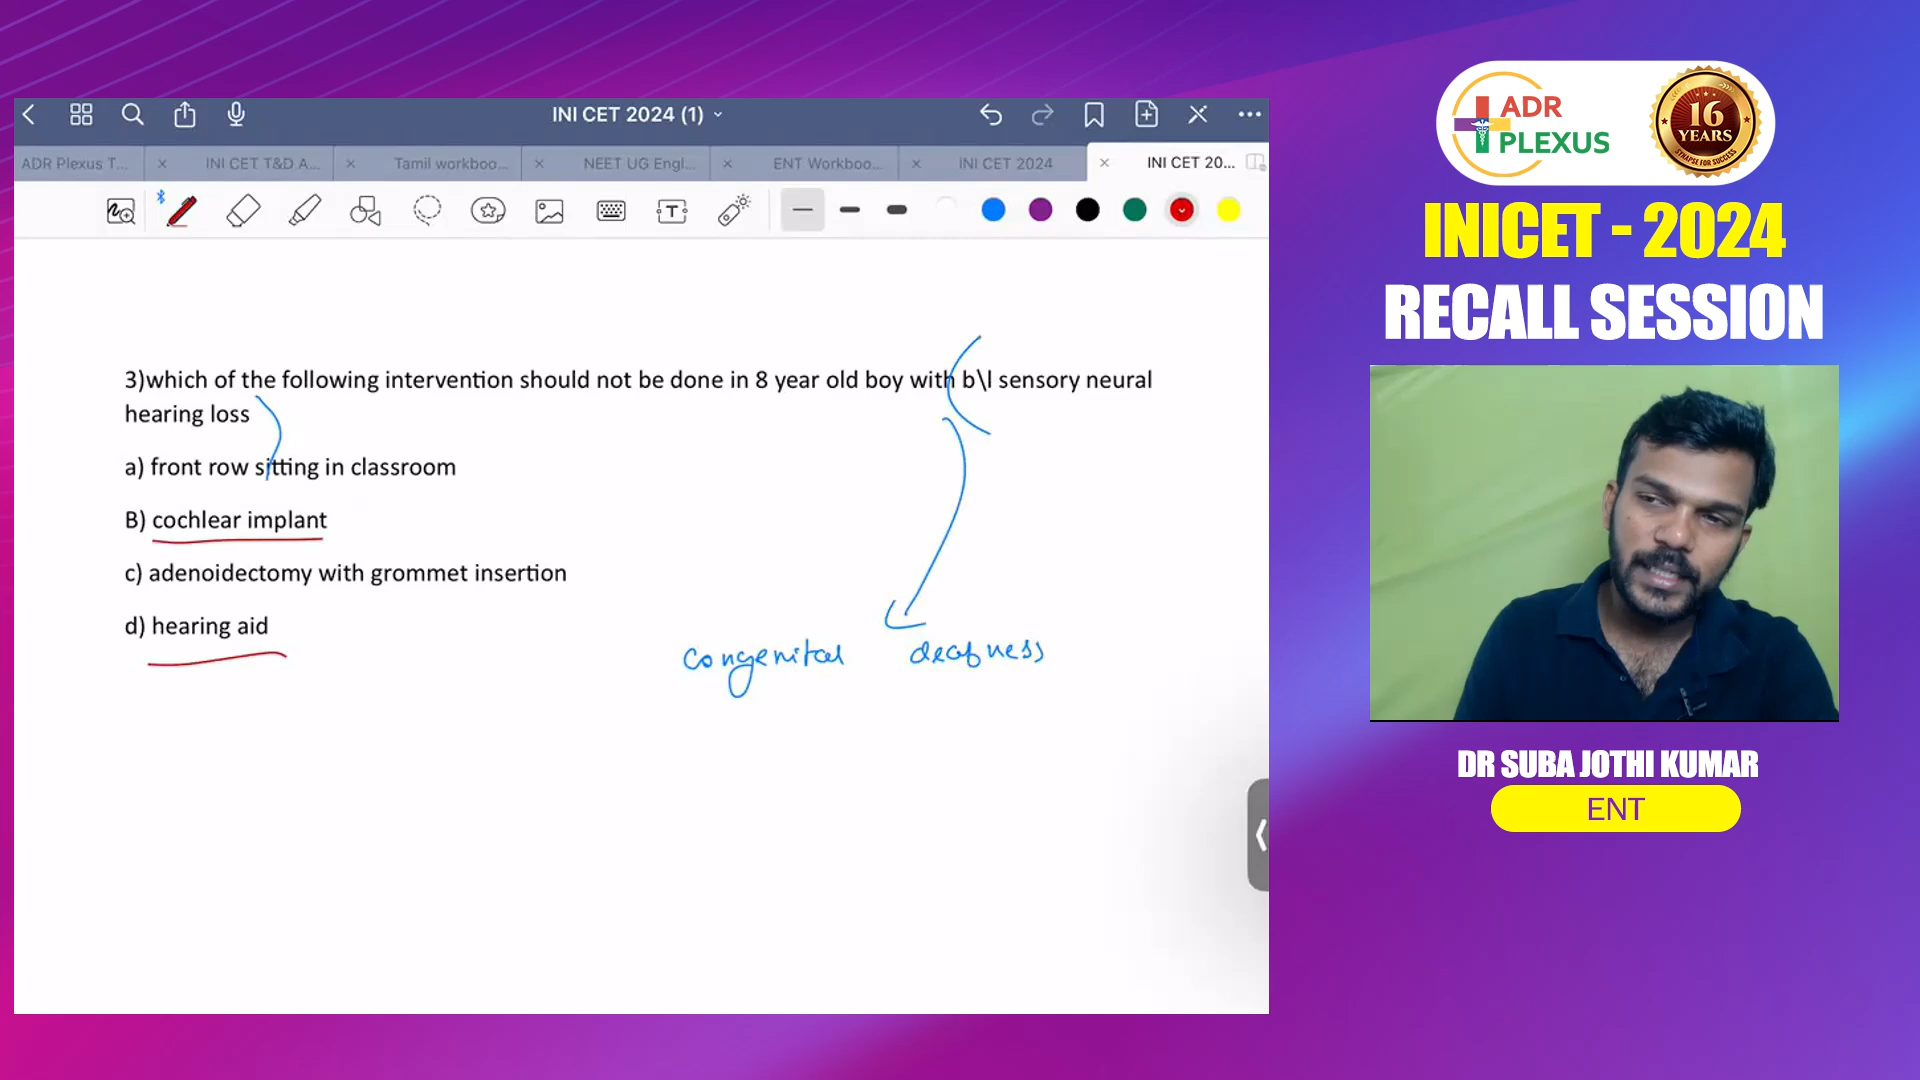 INI CET 2024 (1)
ADR Plexus T...
INI CET T&D A...
Tamil workboo...
NEET UG Engl...
ENT Workboo...
INI CET 2024
INI CET 20...
3)which of the following intervention should not be done in 8 year old boy with b\l sensory neural
hearing loss
a) front row sitting in classroom
B) cochlear implant
c) adenoidectomy with grommet insertion
d) hearing aid
congenital deafness
ADR
PLEXUS
16
YEARS
SYNAPSE FOR SUCCESS
INICET - 2024
RECALL SESSION
DR SUBA JOTHI KUMAR
ENT